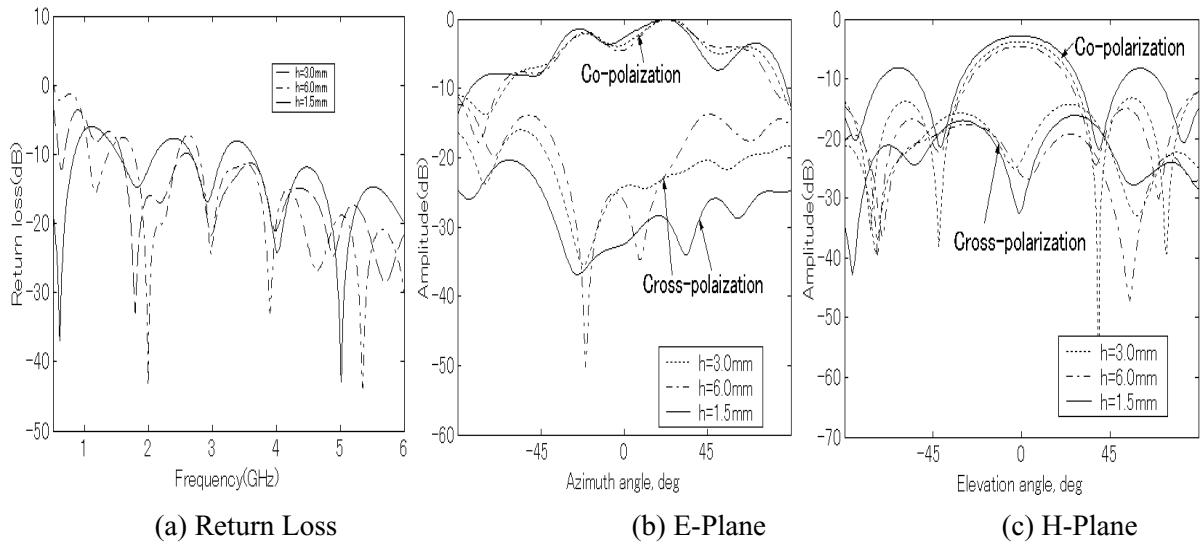 10
0
-10
-20
-30
-40
-50
Return loss(dB)
1 2 3 4 5 6
Frequency(GHz)
h=3.0mm
h=6.0mm
h=1.5mm
(a) Return Loss
0
-10
-20
-30
-40
-50
-60
Amplitude(dB)
-45 0 45
Azimuth angle, deg
Co-polaization
Cross-polaization
h=3.0mm
h=6.0mm
h=1.5mm
(b) E-Plane
0
-10
-20
-30
-40
-50
-60
-70
Amplitude(dB)
-45 0 45
Elevation angle, deg
Co-polarization
Cross-polarization
h=3.0mm
h=6.0mm
h=1.5mm
(c) H-Plane